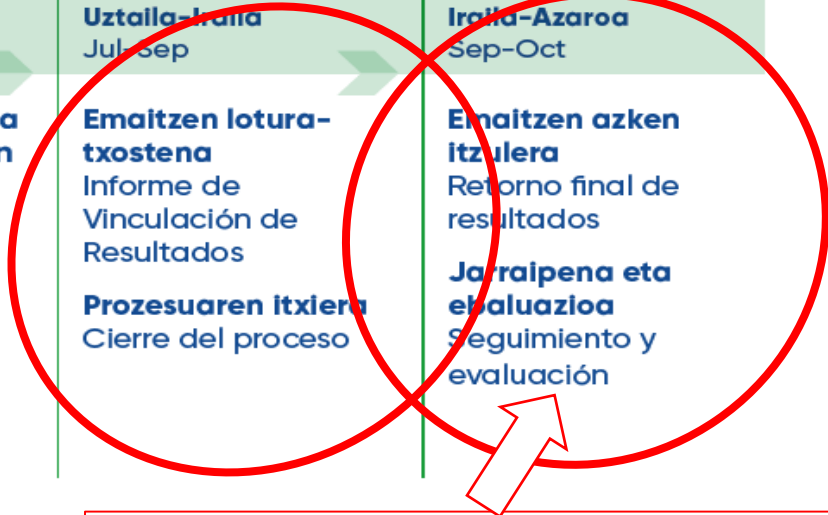 Uztaila-Iraila
Jul-Sep
a
n
Emaitzen lotura-
txostena
Informe de
Vinculación de
Resultados
Prozesuaren itxiera
Cierre del proceso
Iraila-Azaroa
Sep-Oct
Emaitzen azken
itzulera
Retorno final de
resultados
Jarraipena eta
ebaluazioa
Seguimiento y
evaluación